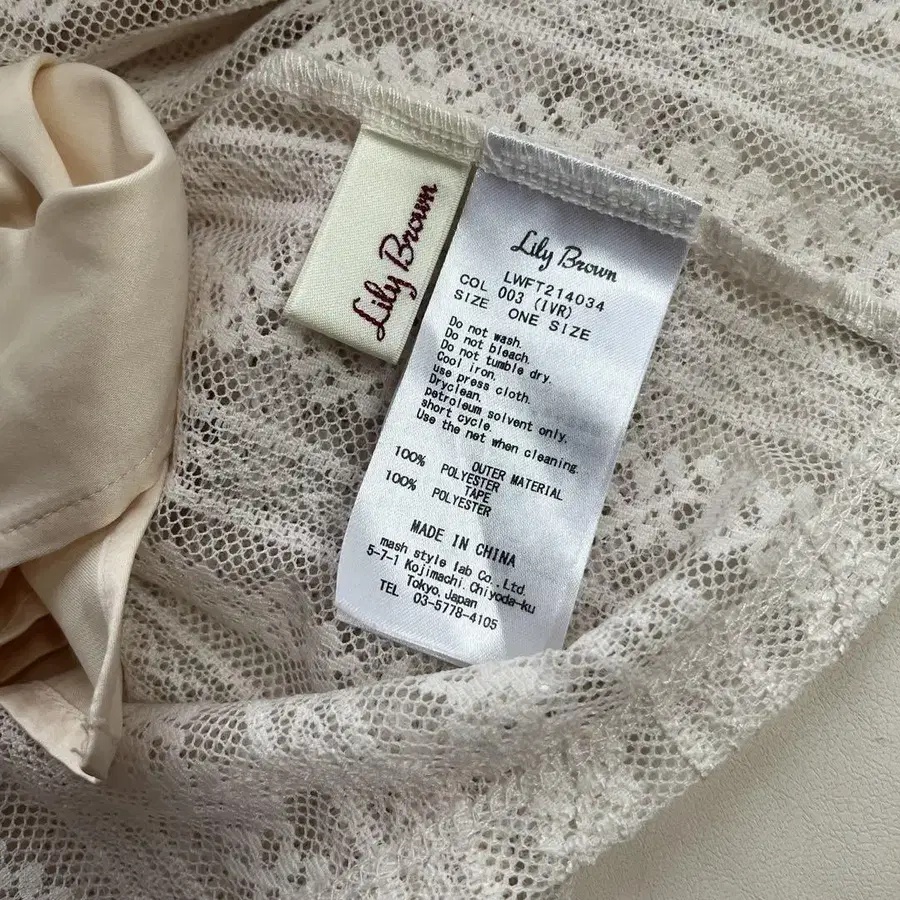 Lily Brown
Lily Brown
LWFT214034
COL 003 (IVR)
SIZE ONE SIZE
Do not wash.
Do not bleach.
Do not tumble dry.
Cool iron.
use press cloth.
Dryclean.
petroleum solvent only.
short cycle.
Use the net when cleaning.
OUTER MATERIAL
100% POLYESTER
TAPE
100% POLYESTER
MADE IN CHINA
mash style lab Co.,Ltd.
5-7-1 Kojimachi.Chiyoda-ku
Tokyo,Japan
TEL 03-5778-4105